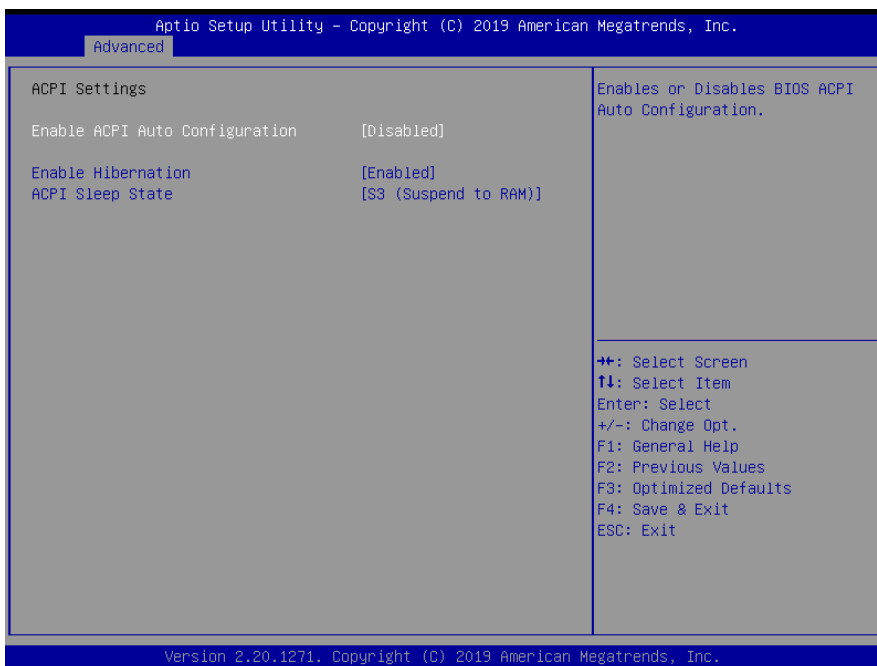 Aptio Setup Utility – Copyright (C) 2019 American Megatrends, Inc.
Advanced
ACPI Settings
Enable ACPI Auto Configuration [Disabled]
Enable Hibernation [Enabled]
ACPI Sleep State [S3 (Suspend to RAM)]
Enables or Disables BIOS ACPI
Auto Configuration.
→←: Select Screen
↑↓: Select Item
Enter: Select
+/-: Change Opt.
F1: General Help
F2: Previous Values
F3: Optimized Defaults
F4: Save & Exit
ESC: Exit
Version 2.20.1271. Copyright (C) 2019 American Megatrends, Inc.